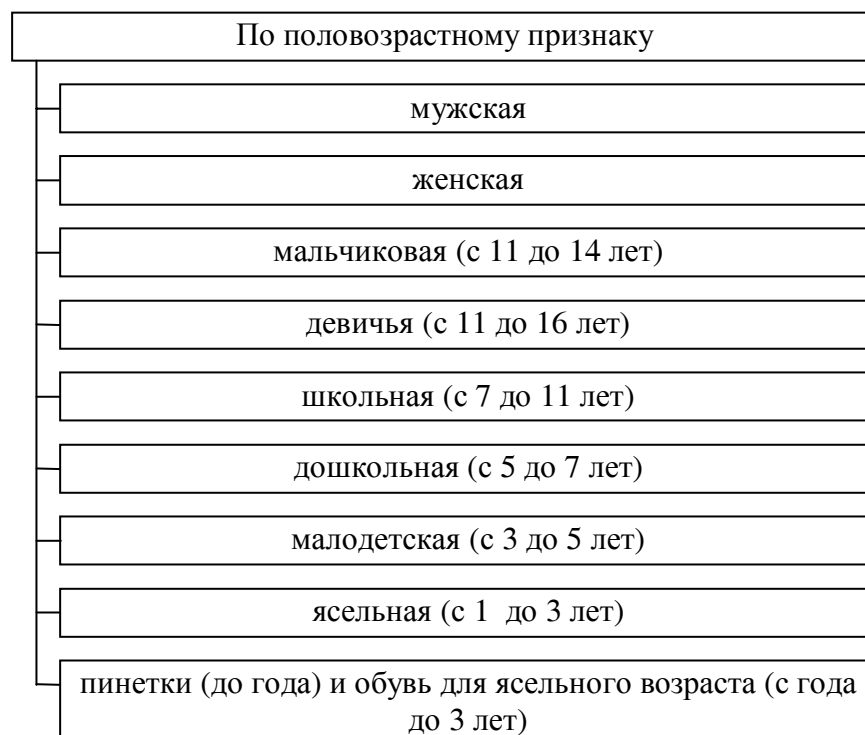 По половозрастному признаку
мужская
женская
мальчиковая (с 11 до 14 лет)
девичья (с 11 до 16 лет)
школьная (с 7 до 11 лет)
дошкольная (с 5 до 7 лет)
малодетская (с 3 до 5 лет)
ясельная (с 1  до 3 лет)
пинетки (до года) и обувь для ясельного возраста (с года
до 3 лет)